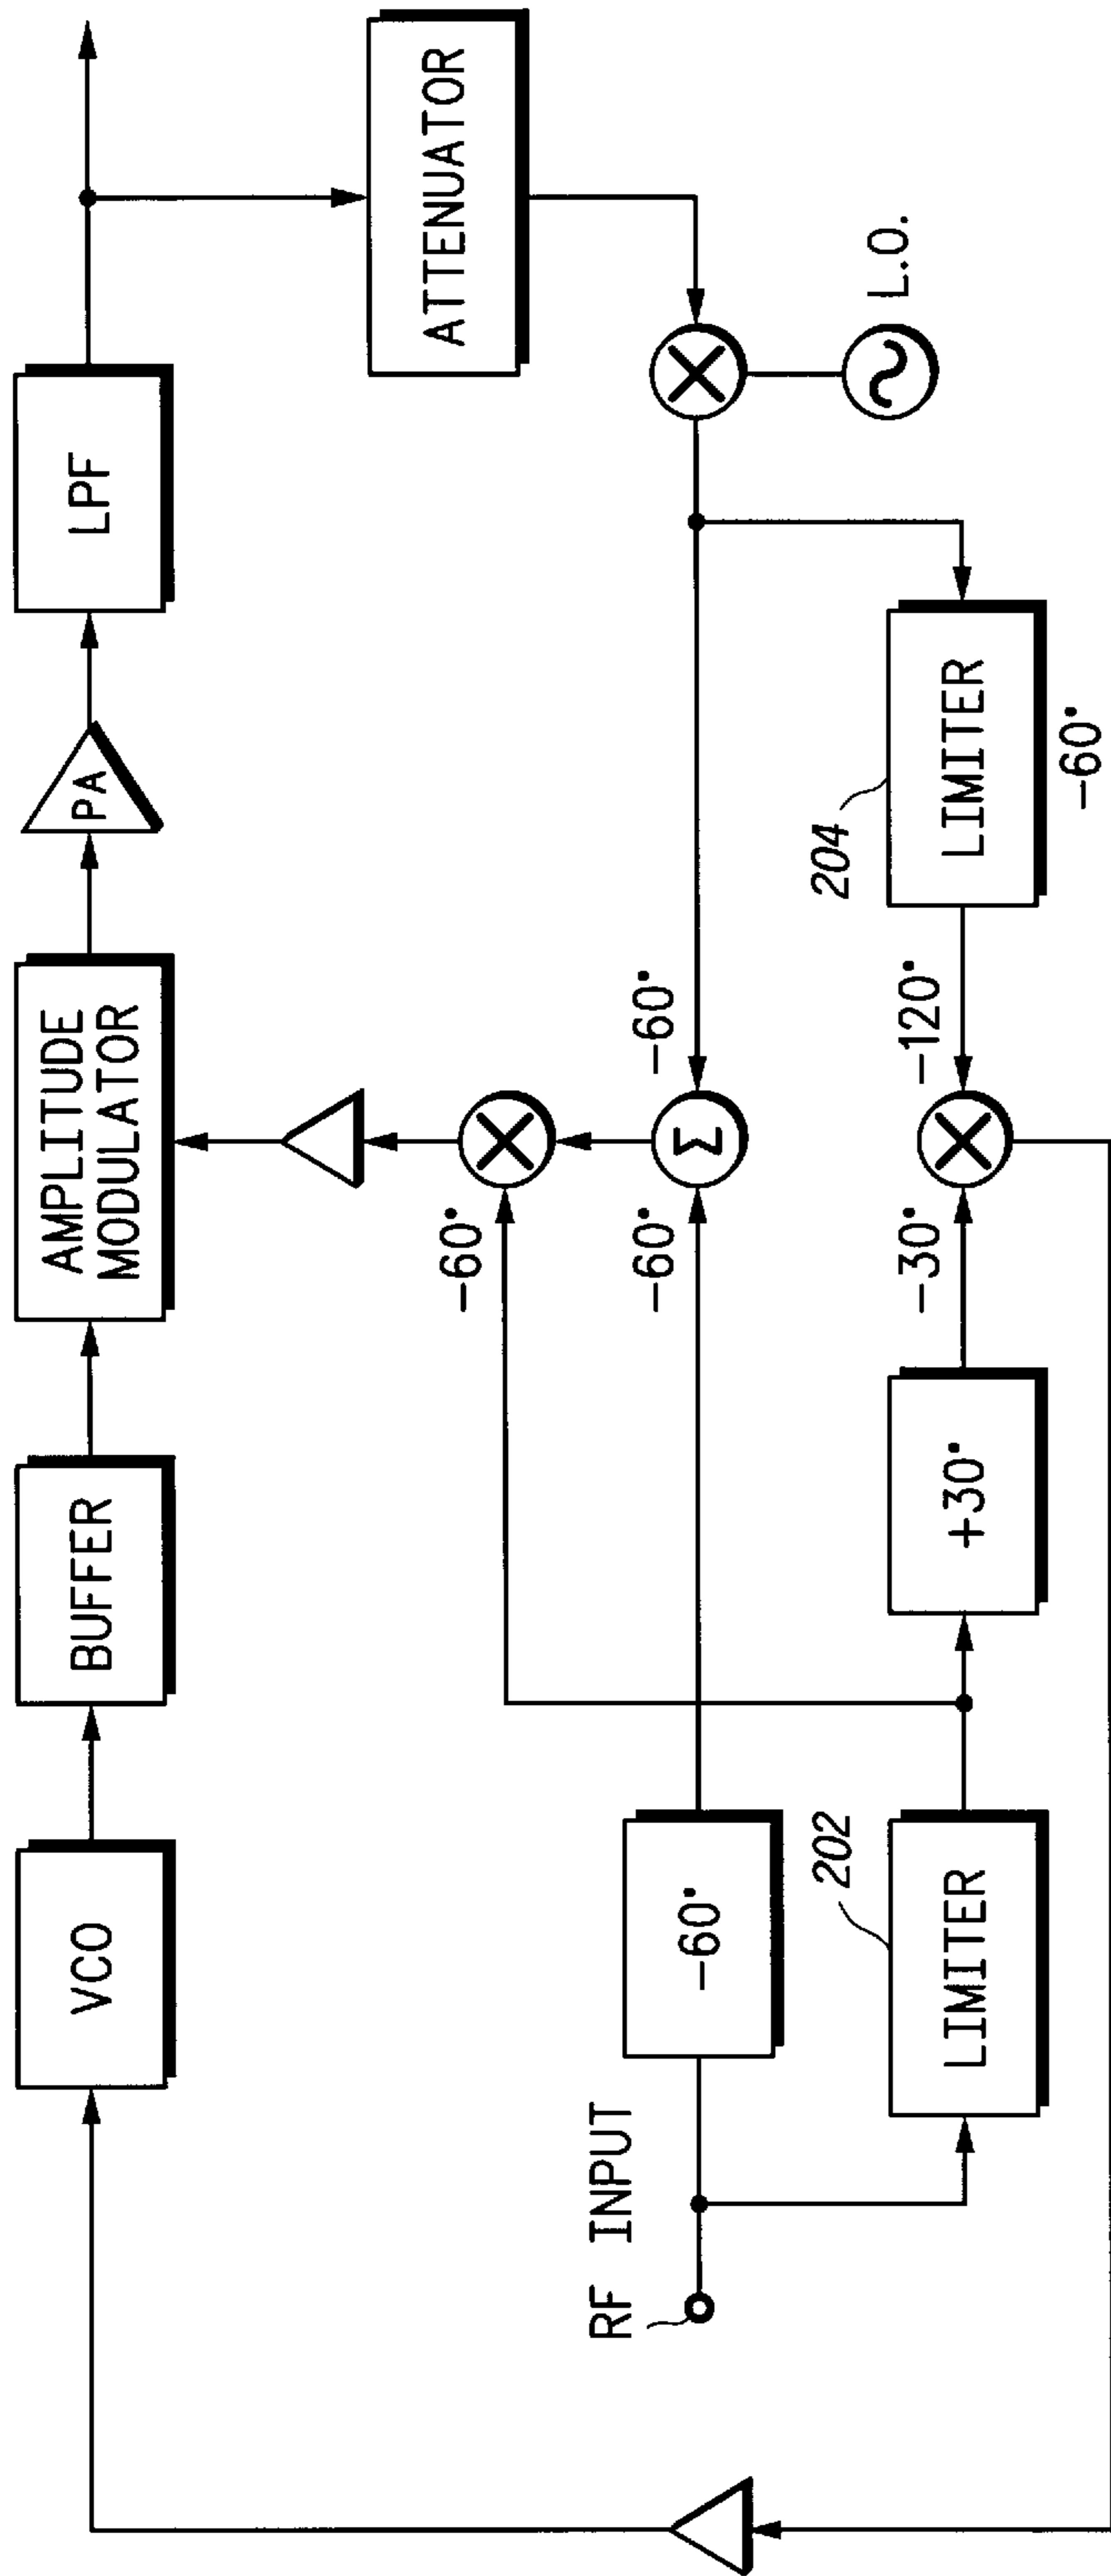 VCO
BUFFER
AMPLITUDE
MODULATOR
PA
LPF
ATTENUATOR
L.O.
-60°
Σ
-60°
-60°
RF INPUT
-60°
202
LIMITER
+30°
-30°
-120°
204
LIMITER
-60°